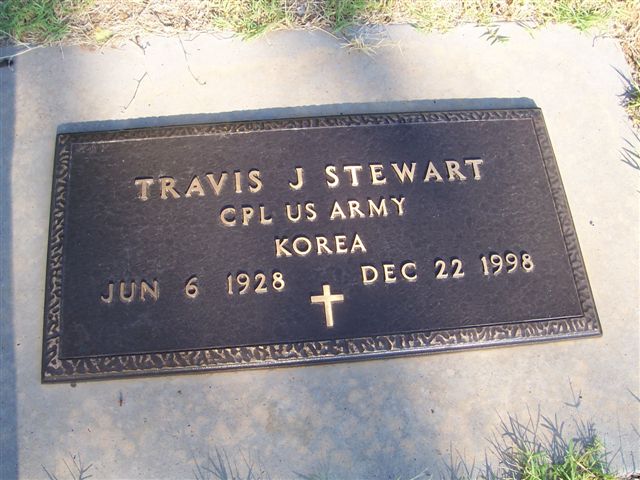 TRAVIS J STEWART
CPL US ARMY
KOREA
JUN 6 1928 DEC 22 1998